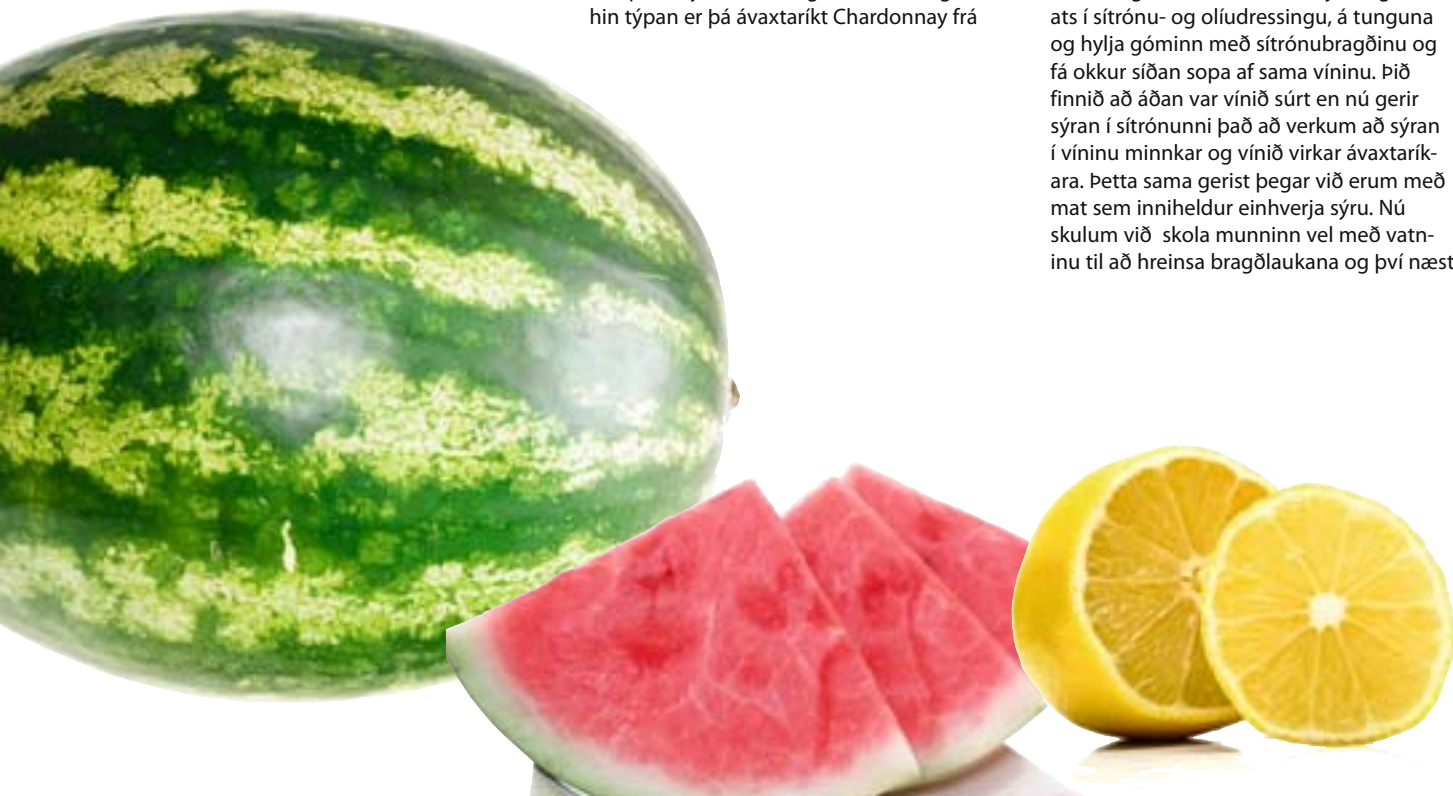 hin týpan er þá ávaxtaríkt Chardonnay frá
ats í sítrónu- og olíudressingu, á tunguna
og hylja góminn með sítrónubragðinu og
fá okkur síðan sopa af sama víninu. Þið
finnið að áðan var vínið súrt en nú gerir
sýran í sítrónunni það að verkum að sýran
í víninu minnkar og vínið virkar ávaxtarík-
ara. Þetta sama gerist þegar við erum með
mat sem inniheldur einhverja sýru. Nú
skulum við  skola munninn vel með vatn-
inu til að hreinsa bragðlaukana og því næst